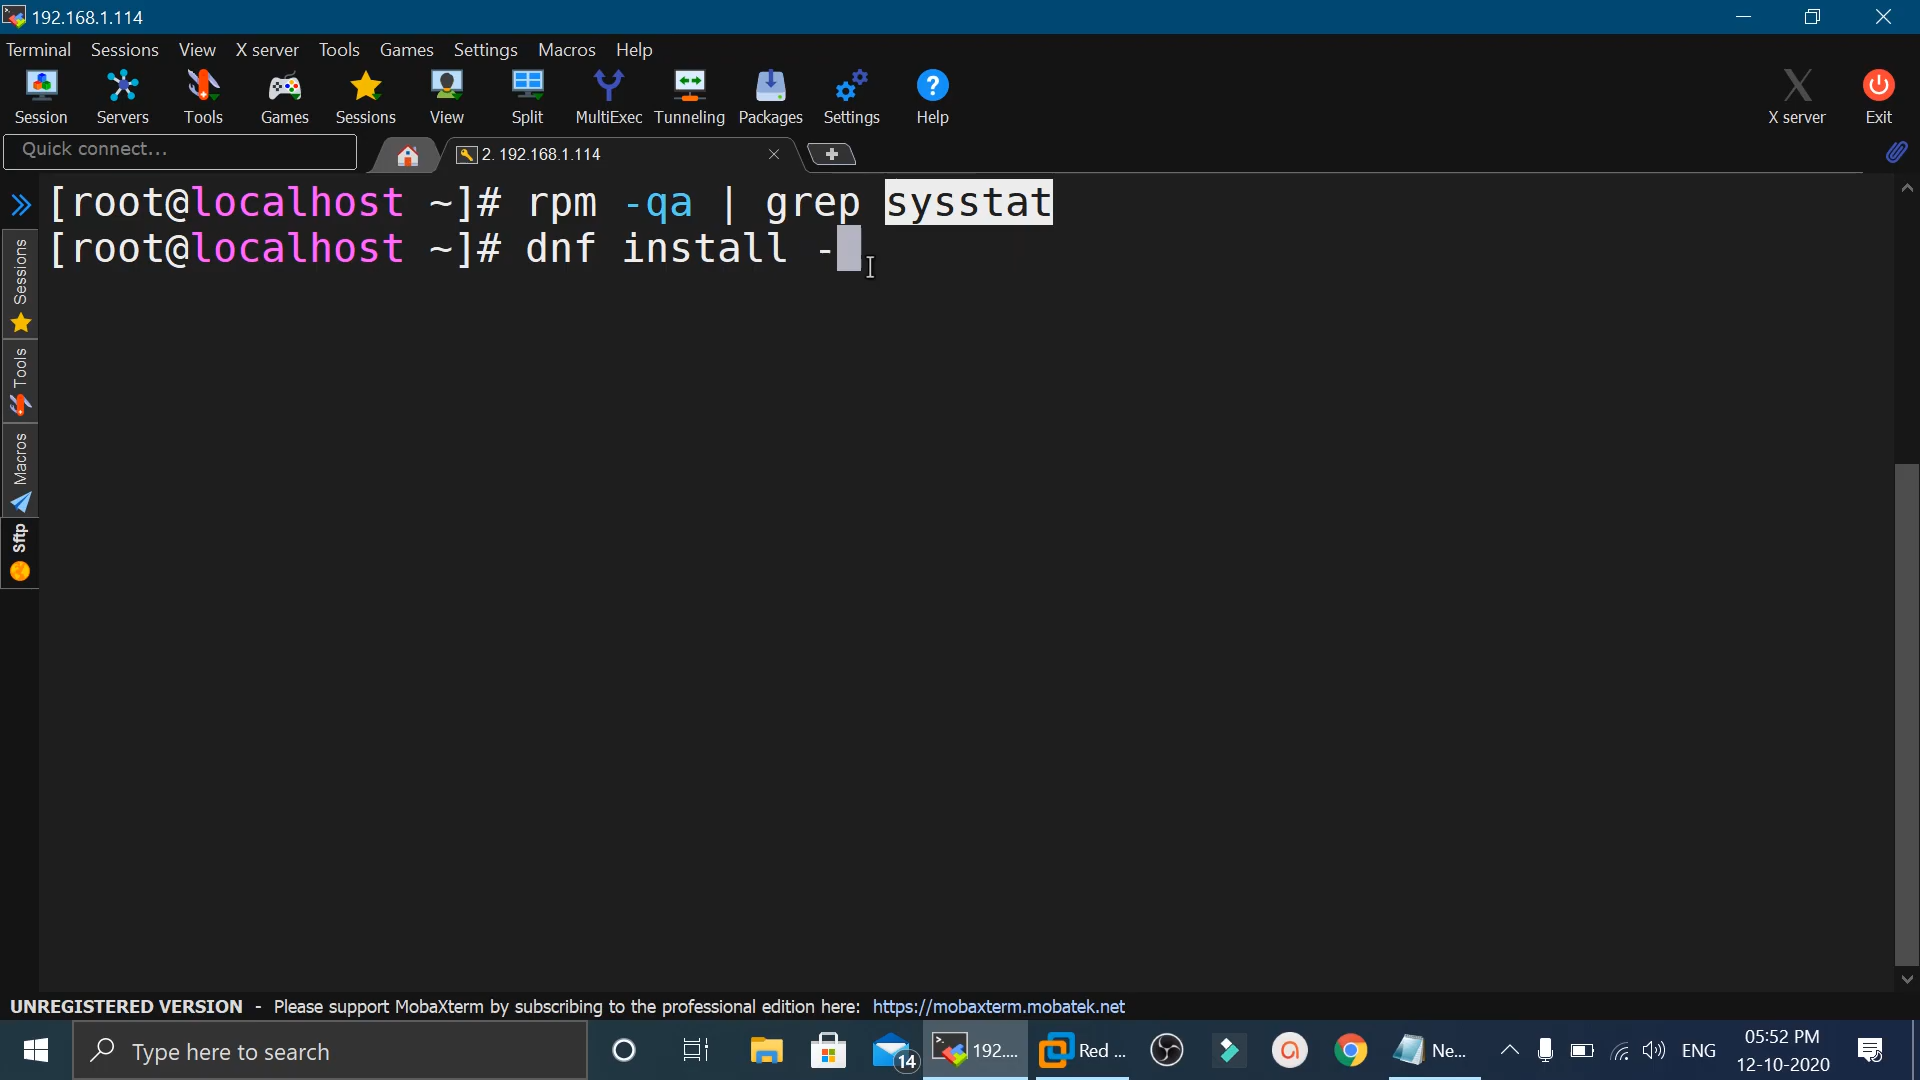 192.168.1.114
Terminal Sessions View X server Tools Games Settings Macros Help
Session Servers Tools Games Sessions View Split MultiExec Tunneling Packages Settings Help X server Exit
Quick connect... 2. 192.168.1.114
[root@localhost ~]# rpm -qa | grep sysstat
[root@localhost ~]# dnf install -
Sessions
Tools
Macros
Sftp
UNREGISTERED VERSION - Please support MobaXterm by subscribing to the professional edition here: https://mobaxterm.mobatek.net
Type here to search 14 192.... Red ... Ne... ENG 05:52 PM
12-10-2020